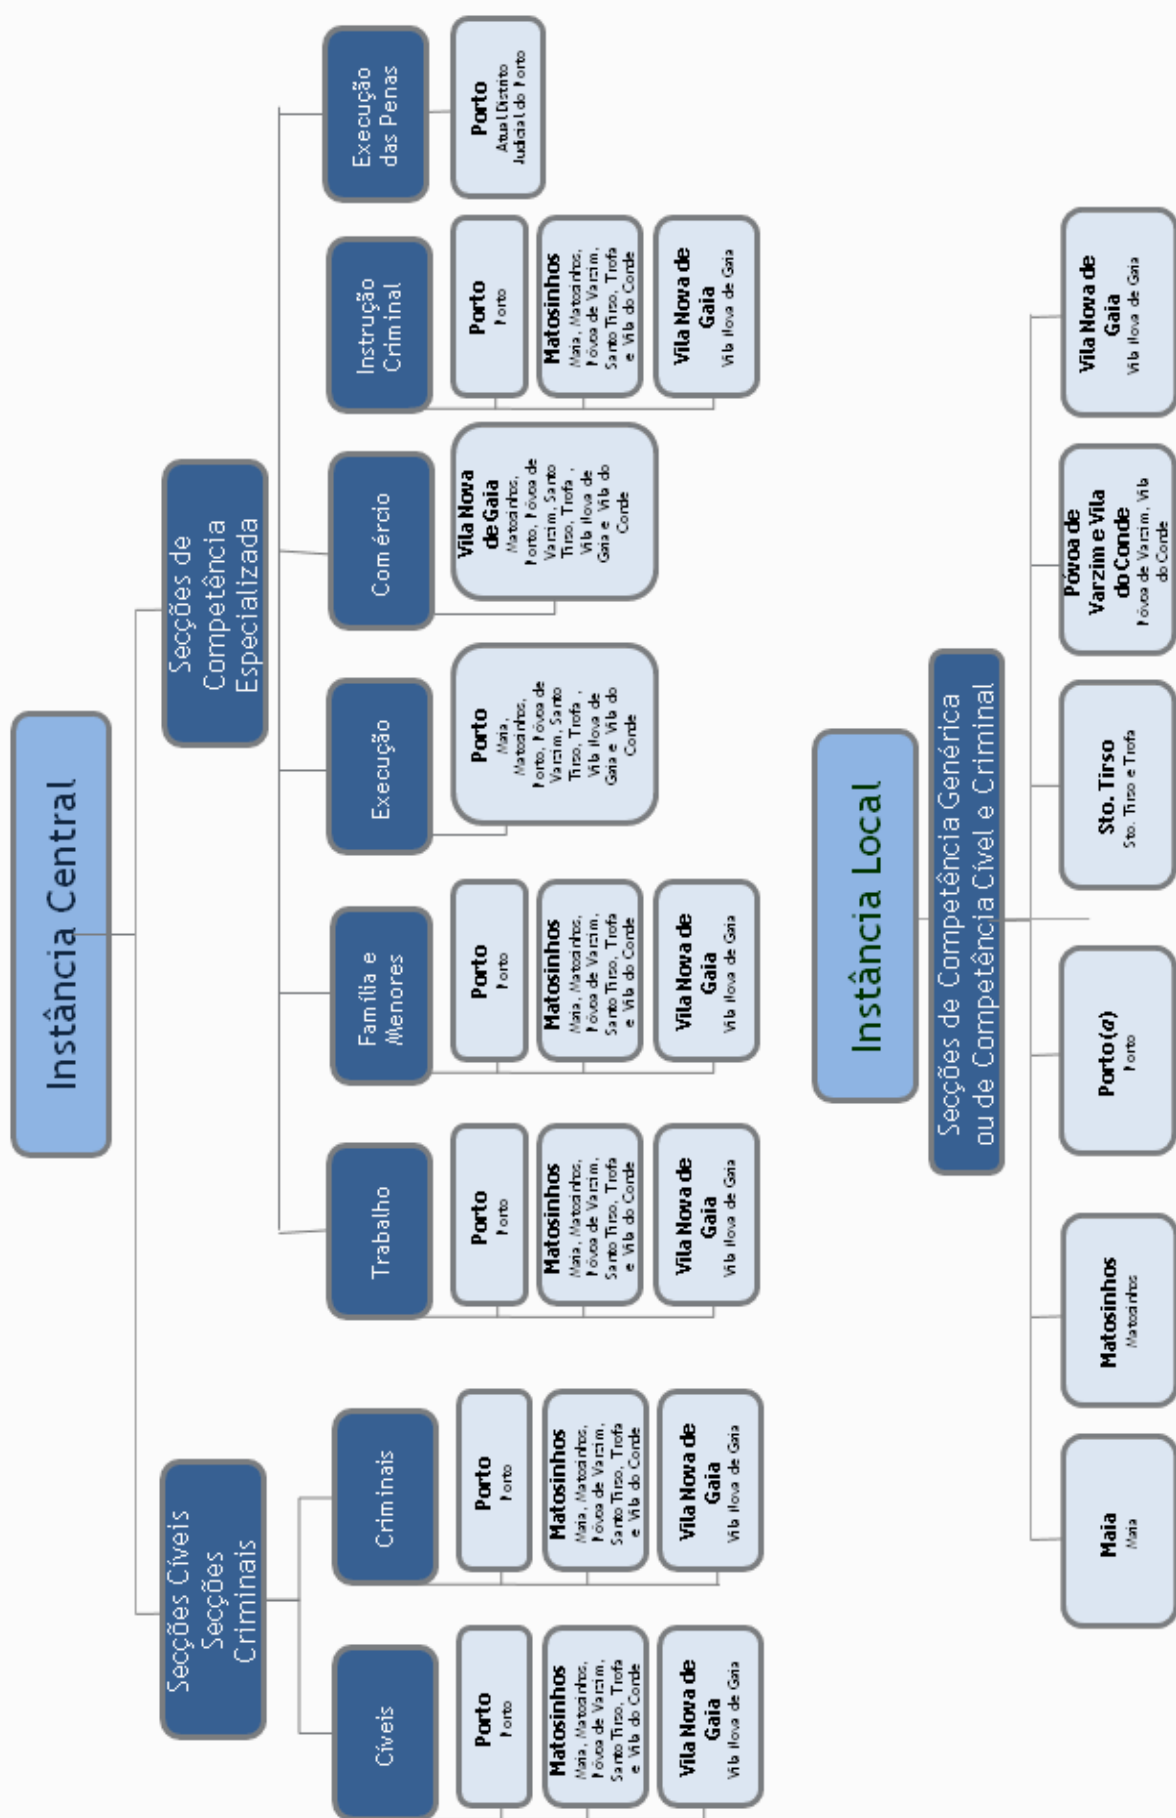 Instância Central
Secções Cíveis
Secções
Criminais
Secções de
Competência
Especializada
Cíveis
Criminais
Trabalho
Família e
Menores
Execução
Comércio
Instrução
Criminal
Execução
das Penas
Porto
Porto
Matosinhos
Maia, Matosinhos,
Póvoa de Varzim,
Santo Tirso, Trofa
e Vila do Conde
Vila Nova de
Gaia
Vila Nova de Gaia
Porto
Porto
Matosinhos
Maia, Matosinhos,
Póvoa de Varzim,
Santo Tirso, Trofa
e Vila do Conde
Vila Nova de
Gaia
Vila Nova de Gaia
Porto
Porto
Matosinhos
Maia, Matosinhos,
Póvoa de Varzim,
Santo Tirso, Trofa
e Vila do Conde
Vila Nova de
Gaia
Vila Nova de Gaia
Porto
Porto
Matosinhos
Maia, Matosinhos,
Póvoa de Varzim,
Santo Tirso, Trofa
e Vila do Conde
Vila Nova de
Gaia
Vila Nova de Gaia
Porto
Maia,
Matosinhos,
Porto, Póvoa de
Varzim, Santo
Tirso, Trofa ,
Vila Nova de
Gaia e Vila do
Conde
Vila Nova
de Gaia
Matosinhos,
Porto, Póvoa de
Varzim, Santo
Tirso, Trofa ,
Vila Nova de
Gaia e Vila do
Conde
Porto
Porto
Matosinhos
Maia, Matosinhos,
Póvoa de Varzim,
Santo Tirso, Trofa
e Vila do Conde
Vila Nova de
Gaia
Vila Nova de Gaia
Porto
Atual Distrito
Judicial do Porto
Instância Local
Secções de Competência Genérica
ou de Competência Cível e Criminal
Maia
Maia
Matosinhos
Matosinhos
Porto (a)
Porto
Sto. Tirso
Sto. Tirso e Trofa
Póvoa de
Varzim e Vila
do Conde
Póvoa de Varzim, Vila
do Conde
Vila Nova de
Gaia
Vila Nova de Gaia